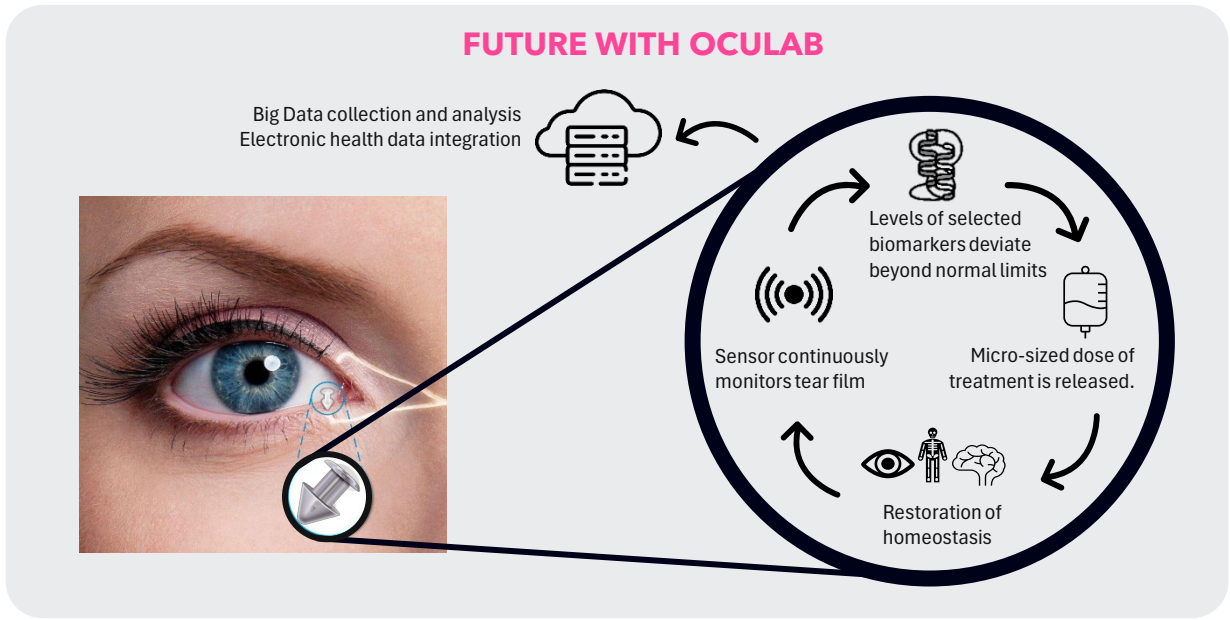 FUTURE WITH OCULAB
Big Data collection and analysis
Electronic health data integration
Levels of selected
biomarkers deviate
beyond normal limits
Sensor continuously
monitors tear film
Micro-sized dose of
treatment is released.
Restoration of
homeostasis